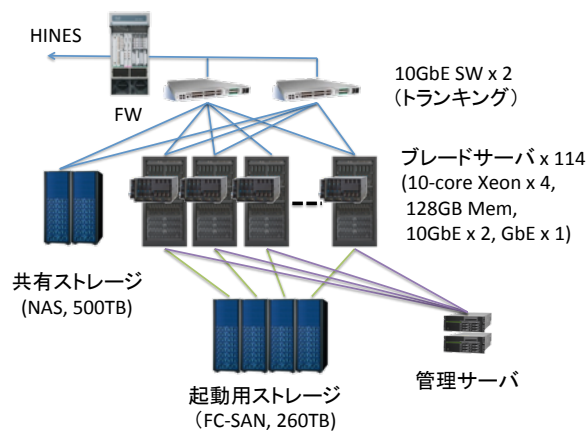 HINES
FW
10GbE SW x 2
(トランキング)
ブレードサーバ x 114
(10-core Xeon x 4,
128GB Mem,
10GbE x 2, GbE x 1)
共有ストレージ
(NAS, 500TB)
起動用ストレージ
(FC-SAN, 260TB)
管理サーバ